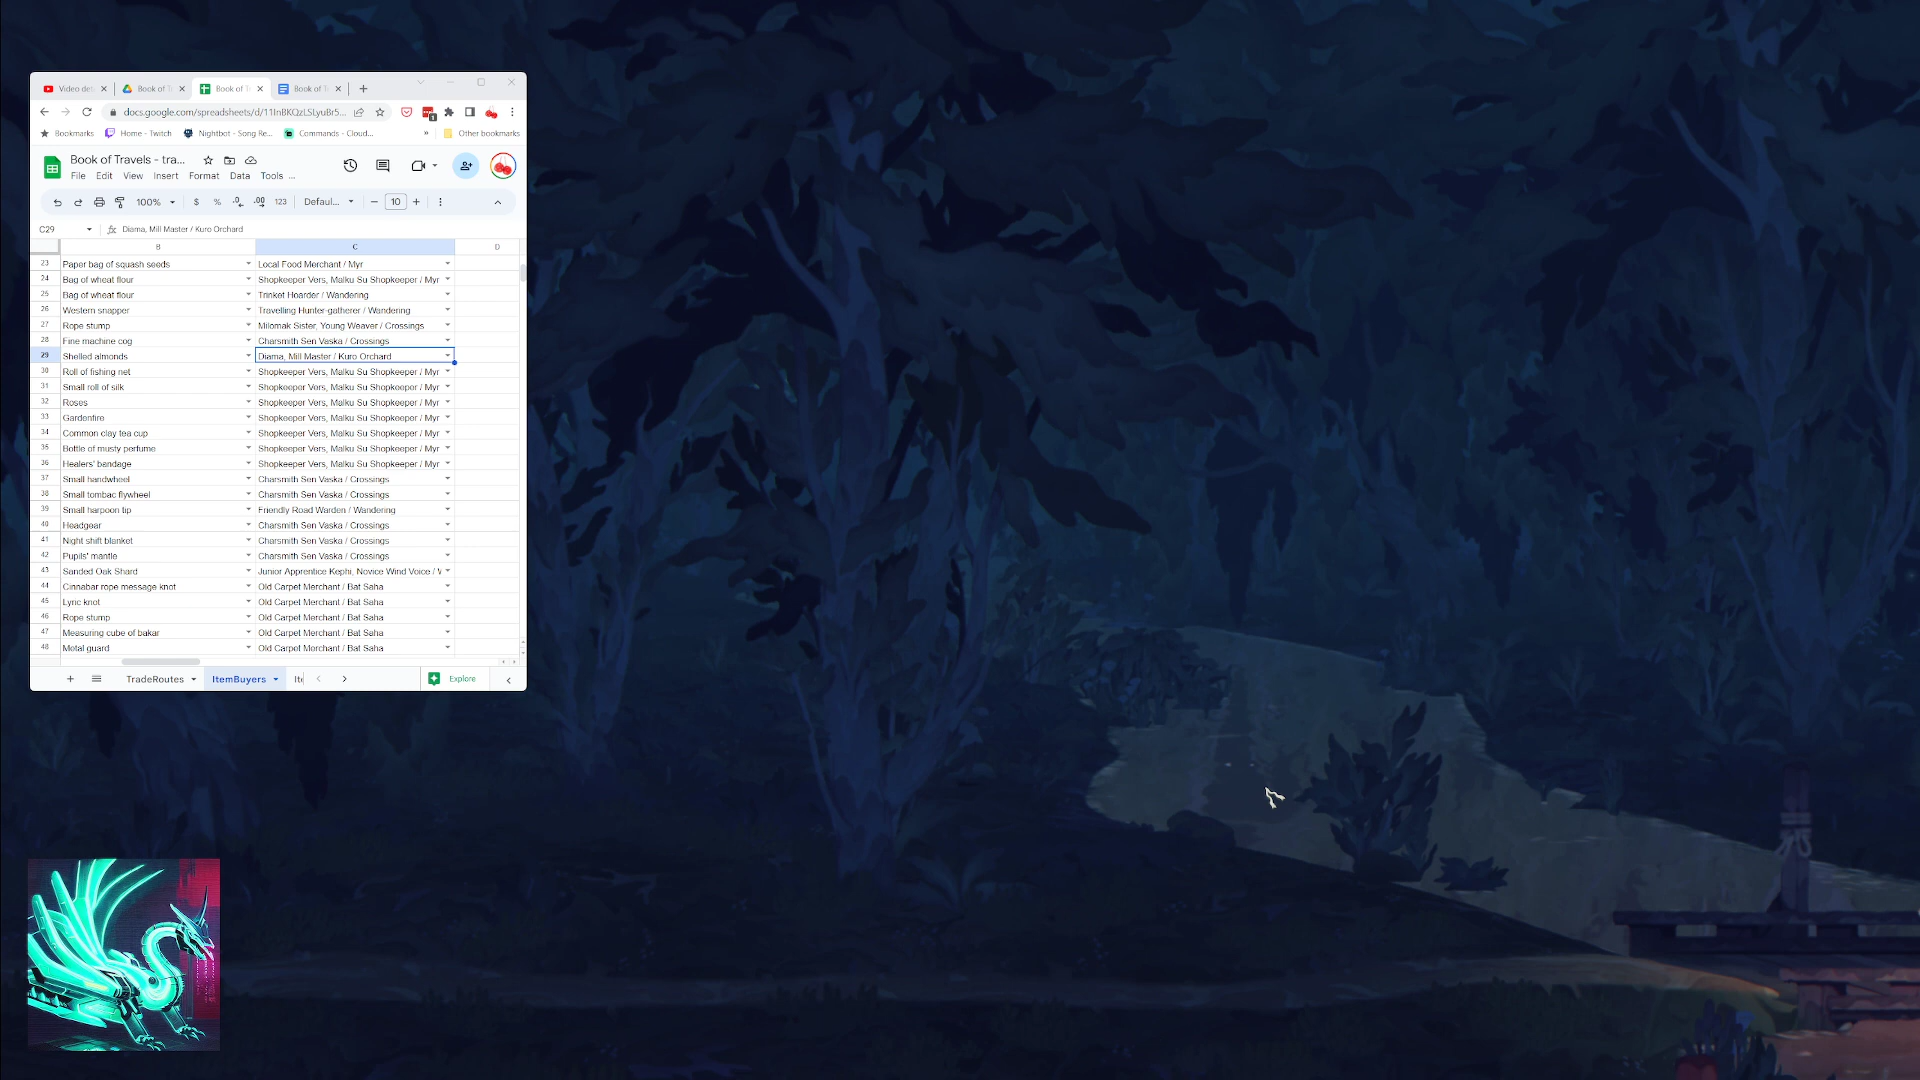 Video det
Book of T
Book of T
Book of T
docs.google.com/spreadsheets/d/11InBKQzLSLyuBr5...
Bookmarks
Home - Twitch
Nightbot - Song Re...
Commands - Cloud...
»
Other bookmarks
Book of Travels - tra...
File Edit View Insert Format Data Tools ...
100% $ % .0 .00 123 Defaul... − 10 +
C29 fx Diama, Mill Master / Kuro Orchard
B C D
23 Paper bag of squash seeds Local Food Merchant / Myr
24 Bag of wheat flour Shopkeeper Vers, Malku Su Shopkeeper / Myr
25 Bag of wheat flour Trinket Hoarder / Wandering
26 Western snapper Travelling Hunter-gatherer / Wandering
27 Rope stump Milomak Sister, Young Weaver / Crossings
28 Fine machine cog Charsmith Sen Vaska / Crossings
29 Shelled almonds Diama, Mill Master / Kuro Orchard
30 Roll of fishing net Shopkeeper Vers, Malku Su Shopkeeper / Myr
31 Small roll of silk Shopkeeper Vers, Malku Su Shopkeeper / Myr
32 Roses Shopkeeper Vers, Malku Su Shopkeeper / Myr
33 Gardenfire Shopkeeper Vers, Malku Su Shopkeeper / Myr
34 Common clay tea cup Shopkeeper Vers, Malku Su Shopkeeper / Myr
35 Bottle of musty perfume Shopkeeper Vers, Malku Su Shopkeeper / Myr
36 Healers' bandage Shopkeeper Vers, Malku Su Shopkeeper / Myr
37 Small handwheel Charsmith Sen Vaska / Crossings
38 Small tombac flywheel Charsmith Sen Vaska / Crossings
39 Small harpoon tip Friendly Road Warden / Wandering
40 Headgear Charsmith Sen Vaska / Crossings
41 Night shift blanket Charsmith Sen Vaska / Crossings
42 Pupils' mantle Charsmith Sen Vaska / Crossings
43 Sanded Oak Shard Junior Apprentice Kephi, Novice Wind Voice /
44 Cinnabar rope message knot Old Carpet Merchant / Bat Saha
45 Lync knot Old Carpet Merchant / Bat Saha
46 Rope stump Old Carpet Merchant / Bat Saha
47 Measuring cube of bakar Old Carpet Merchant / Bat Saha
48 Metal guard Old Carpet Merchant / Bat Saha
+ TradeRoutes ItemBuyers Explore